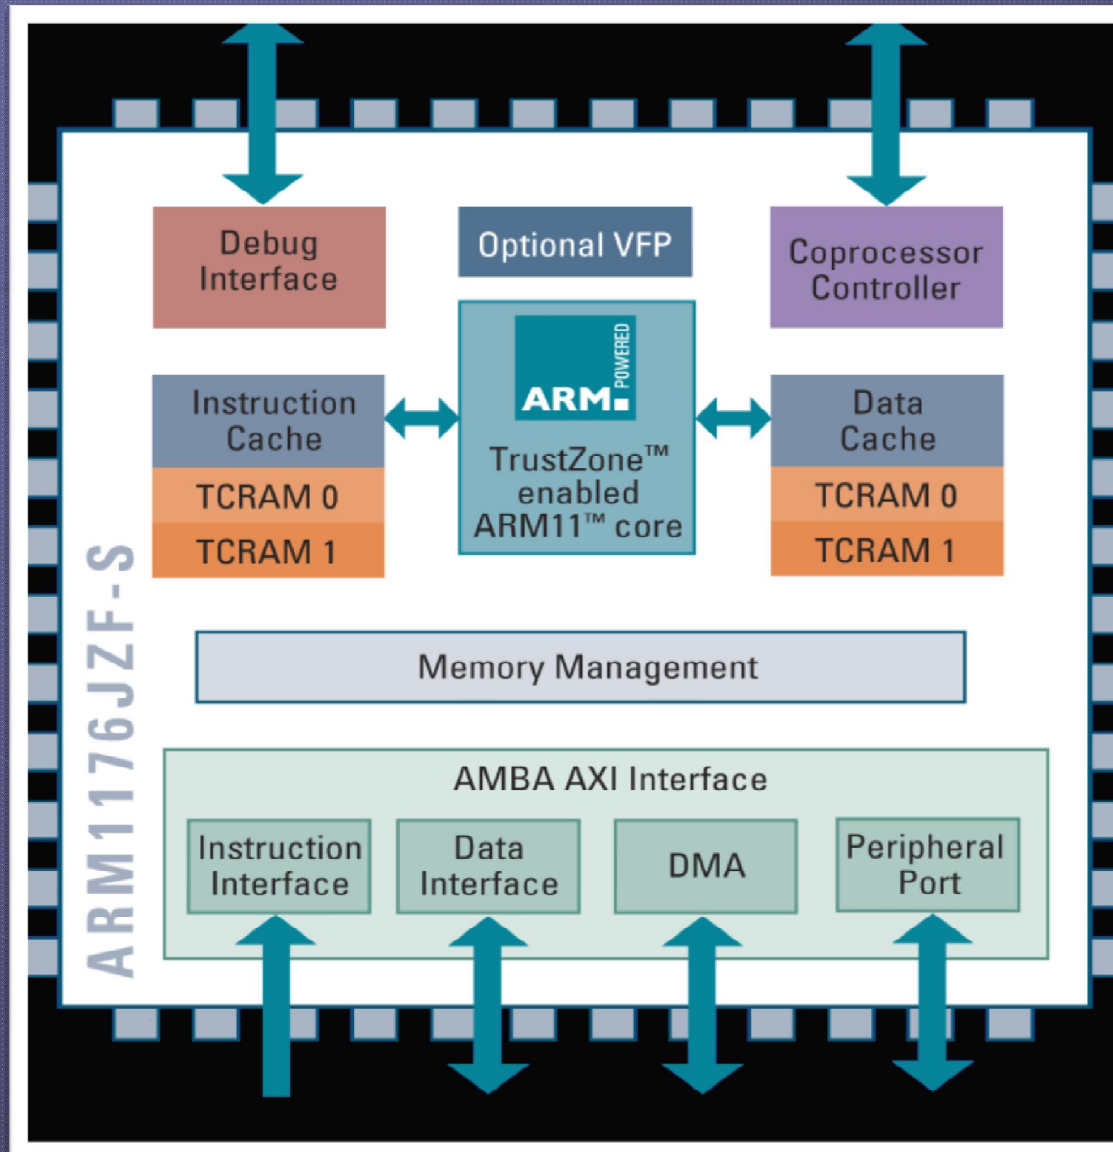 Debug
Interface
Optional VFP
Coprocessor
Controller
Instruction
Cache
TCRAM 0
TCRAM 1
ARM
POWERED
TrustZone™
enabled
ARM11™ core
Data
Cache
TCRAM 0
TCRAM 1
ARM1176JZF-S
Memory Management
AMBA AXI Interface
Instruction
Interface
Data
Interface
DMA
Peripheral
Port